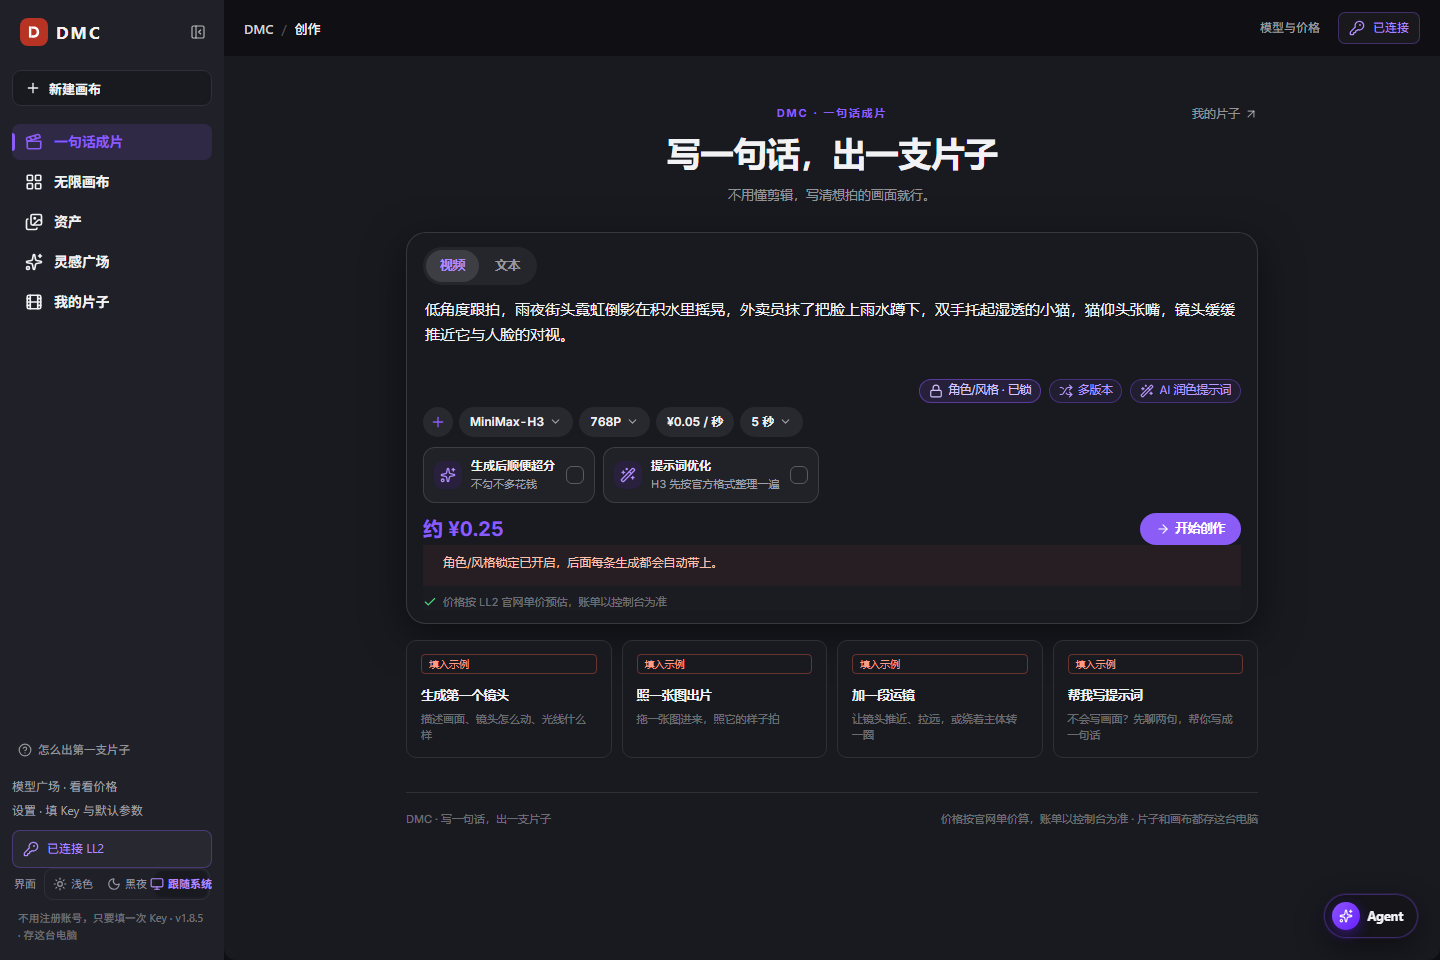 D DMC
新建画布
一句话成片
无限画布
资产
灵感广场
我的片子
怎么出第一支片子
模型广场 · 看看价格
设置 · 填 Key 与默认参数
已连接 LL2
界面 浅色 黑夜 跟随系统
不用注册账号，只要填一次 Key · v1.8.5
· 存这台电脑
DMC / 创作
模型与价格 已连接
DMC · 一句话成片
我的片子
写一句话，出一支片子
不用懂剪辑，写清想拍的画面就行。
视频 文本
低角度跟拍，雨夜街头霓虹倒影在积水里摇晃，外卖员抹了把脸上雨水蹲下，双手托起湿透的小猫，猫仰头张嘴，镜头缓缓
推近它与人脸的对视。
角色/风格 · 已锁 多版本 AI 润色提示词
MiniMax-H3 768P ¥0.05 / 秒 5 秒
生成后顺便超分
不勾不多花钱
提示词优化
H3 先按官方格式整理一遍
约 ¥0.25
开始创作
角色/风格锁定已开启，后面每条生成都会自动带上。
价格按 LL2 官网单价预估，账单以控制台为准
填入示例
生成第一个镜头
描述画面、镜头怎么动、光线什么
样
填入示例
照一张图出片
拖一张图进来，照它的样子拍
填入示例
加一段运镜
让镜头推近、拉远，或绕着主体转
一圈
填入示例
帮我写提示词
不会写画面？先聊两句，帮你写成
一句话
DMC · 写一句话，出一支片子
价格按官网单价算，账单以控制台为准 · 片子和画布都存这台电脑
Agent